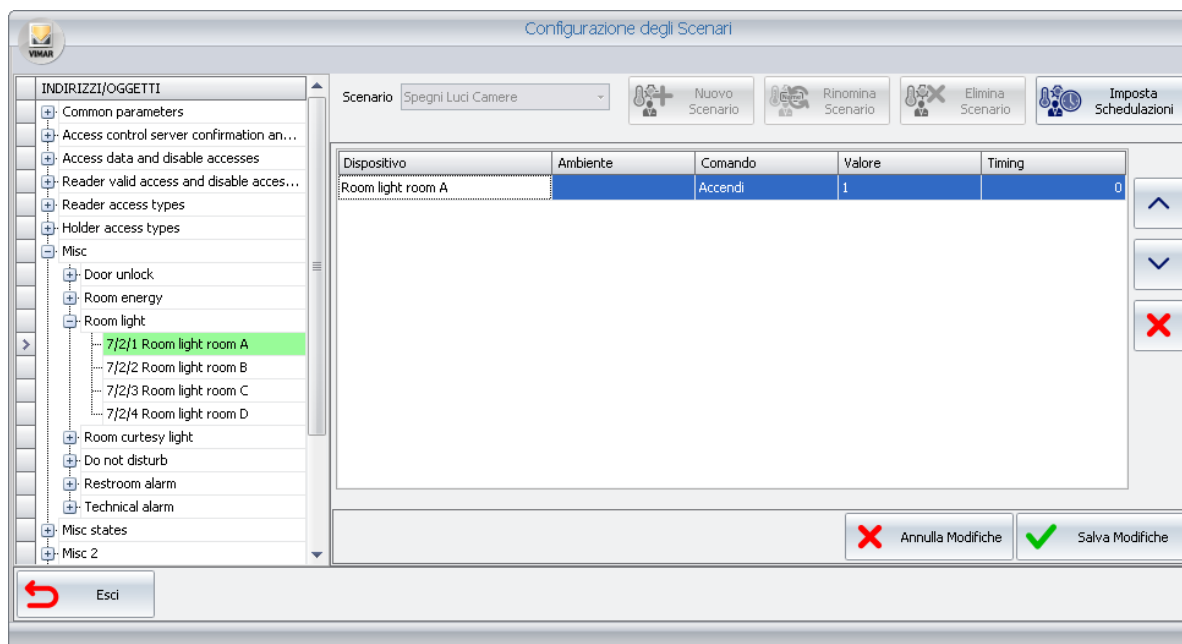 Configurazione degli Scenari
VIMAR
INDIRIZZI/OGGETTI
Common parameters
Access control server confirmation an...
Access data and disable accesses
Reader valid access and disable acces...
Reader access types
Holder access types
Misc
Door unlock
Room energy
Room light
7/2/1 Room light room A
7/2/2 Room light room B
7/2/3 Room light room C
7/2/4 Room light room D
Room curtesy light
Do not disturb
Restroom alarm
Technical alarm
Misc states
Misc 2
Scenario Spegni Luci Camere
Nuovo
Scenario
Rinomina
Scenario
Elimina
Scenario
Imposta
Schedulazioni
Dispositivo Ambiente Comando Valore Timing
Room light room A Accendi 1 0
Annulla Modifiche Salva Modifiche
Esci